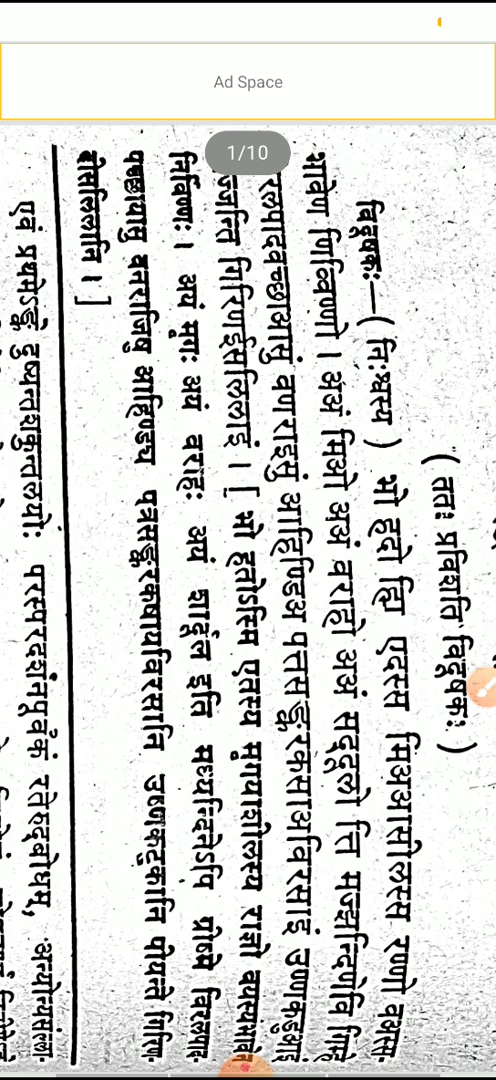 Ad Space
1/10
( ततः प्रविशति विदूषकः )
विदूषकः—( निःश्वस्य ) भो हदो ह्मि एदस्स मिअआसीलस्स रण्णो वअस्स-
भावेण णिव्विण्णो । अअं मिओ अअं वराहो अअं सद्दूलो त्ति मज्झन्दिणेवि गिम्हे
रलपादवच्छाआसुं वणराइसुं आहिण्डिअ पत्तसङ्करकसाअविरसाइं उण्णकडुआइं
ज्जन्ति गिरिणईसलिलाइं । [ भो हतोऽस्मि एतस्य मृगयाशीलस्य राज्ञो वयस्यभावेन
निर्विण्णः । अयं मृगः अयं वराहः अयं शार्दूल इति मध्यन्दिनेऽपि ग्रीष्मे विरलपाद-
पच्छायासु वनराजिषु आहिण्ड्य पत्रसङ्करकषायविरसानि उष्णकटुकानि पीयन्ते गिरिण-
दीसलिलानि । ]
एवं प्रथमेऽङ्के दुष्यन्तशकुन्तलयोः परस्परदर्शनपूर्वकं रतेरुद्बोधम्, अन्योन्यसंल्ला-